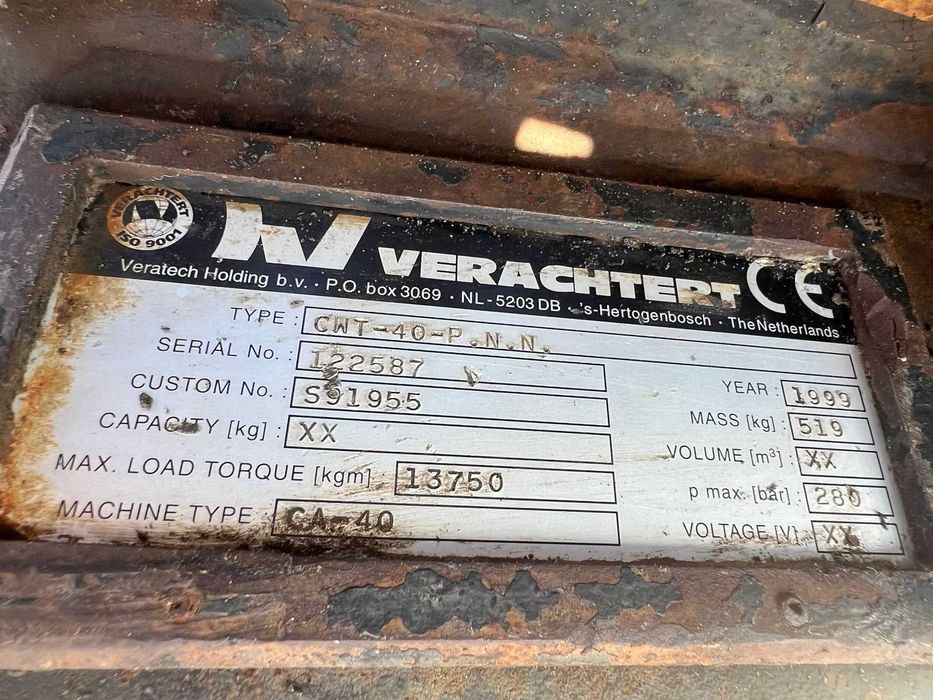 VERACHTERT
ISO 9001
VERACHTERT
Veratech Holding b.v. · P.O. box 3069 · NL-5203 DB · 's-Hertogenbosch · The Netherlands
TYPE : CWT-40-P.N.N.
SERIAL No. : 122587
YEAR : 1999
CUSTOM No. : S91955
MASS [kg] : 519
CAPACITY [kg] : XX
VOLUME [m³] : XX
MAX. LOAD TORQUE [kgm] : 13750
p max. [bar] : 280
MACHINE TYPE : CA-40
VOLTAGE [V] : XX
CE